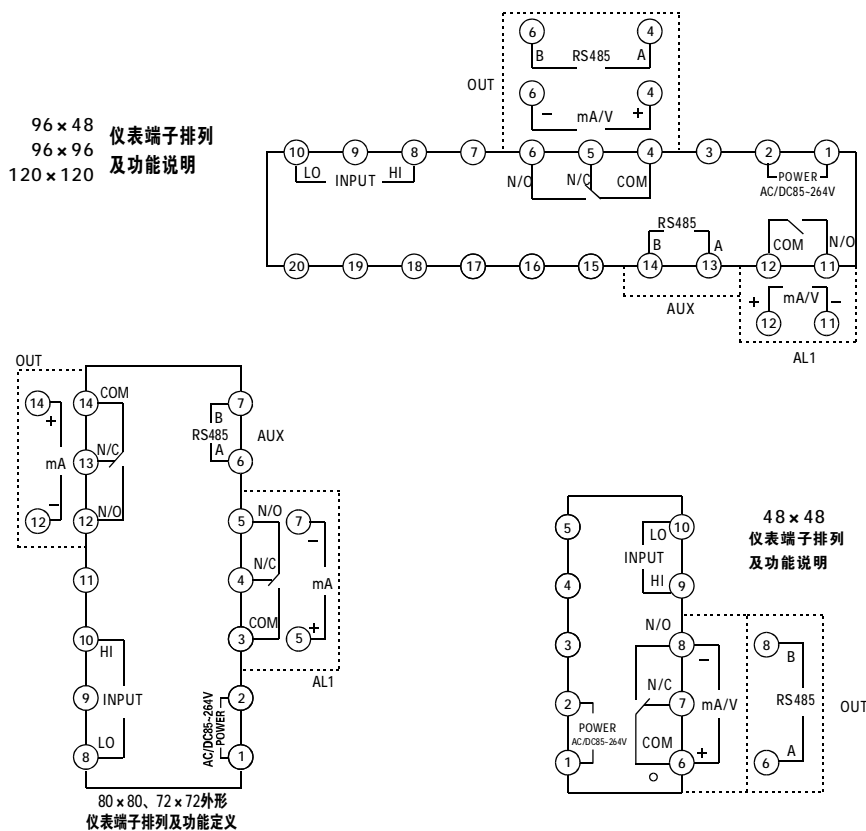 96×48
96×96
120×120
仪表端子排列
及功能说明
OUT
6 4
B RS485 A
6 4
− mA/V +
10 9 8 7 6 5 4 3 2 1
LO INPUT HI
N/O N/C COM
POWER
AC/DC85~264V
RS485
B A
COM N/O
20 19 18 17 16 15 14 13 12 11
AUX
+ mA/V −
12 11
AL1
OUT
14
+
mA
−
12
14 COM
13 N/C
12 N/O
11
10 HI
9 INPUT
8 LO
7
B
RS485
A
6
AUX
5 N/O
4 N/C
3 COM
7
−
mA
+
5
AL1
2
POWER
AC/DC85~264V
1
80×80、72×72外形
仪表端子排列及功能定义
48×48
仪表端子排列
及功能说明
5
4
3
2
1
POWER
AC/DC85~264V
10
LO
INPUT
HI
9
N/O
8
N/C
7
COM
6
−
mA/V
+
8
B
RS485
A
6
OUT